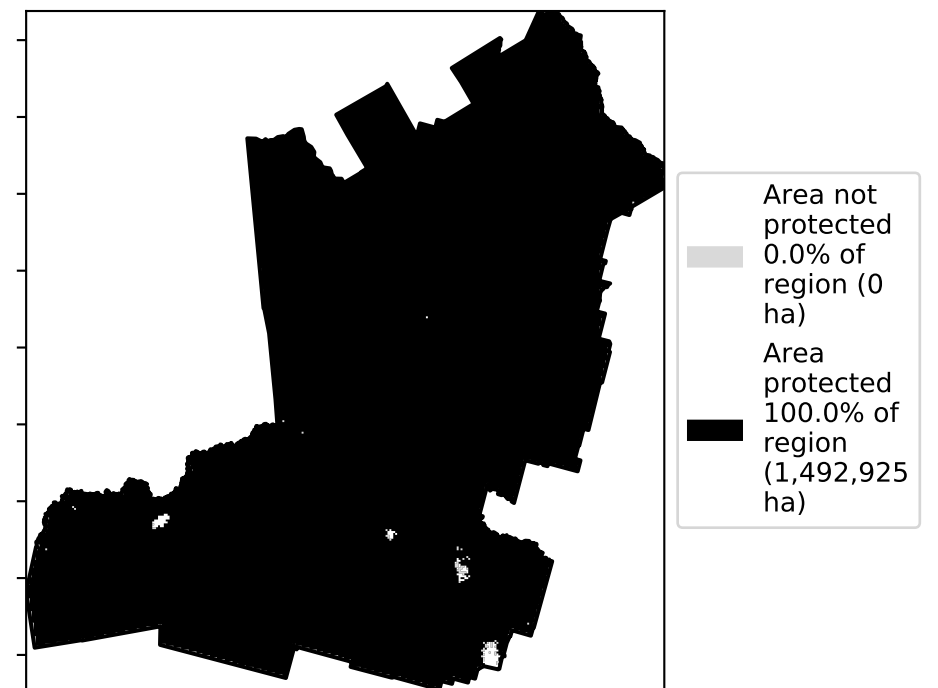 Area not
protected
0.0% of
region (0
ha)
Area
protected
100.0% of
region
(1,492,925
ha)